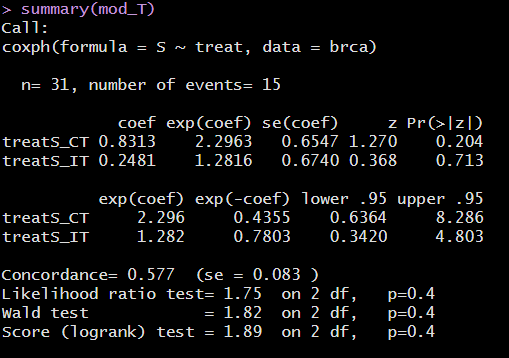 > summary(mod_T)
Call:
coxph(formula = S ~ treat, data = brca)
n= 31, number of events= 15
coef exp(coef) se(coef) z Pr(>|z|)
treatS_CT 0.8313 2.2963 0.6547 1.270 0.204
treatS_IT 0.2481 1.2816 0.6740 0.368 0.713
exp(coef) exp(-coef) lower .95 upper .95
treatS_CT 2.296 0.4355 0.6364 8.286
treatS_IT 1.282 0.7803 0.3420 4.803
Concordance= 0.577 (se = 0.083 )
Likelihood ratio test= 1.75 on 2 df, p=0.4
Wald test = 1.82 on 2 df, p=0.4
Score (logrank) test = 1.89 on 2 df, p=0.4